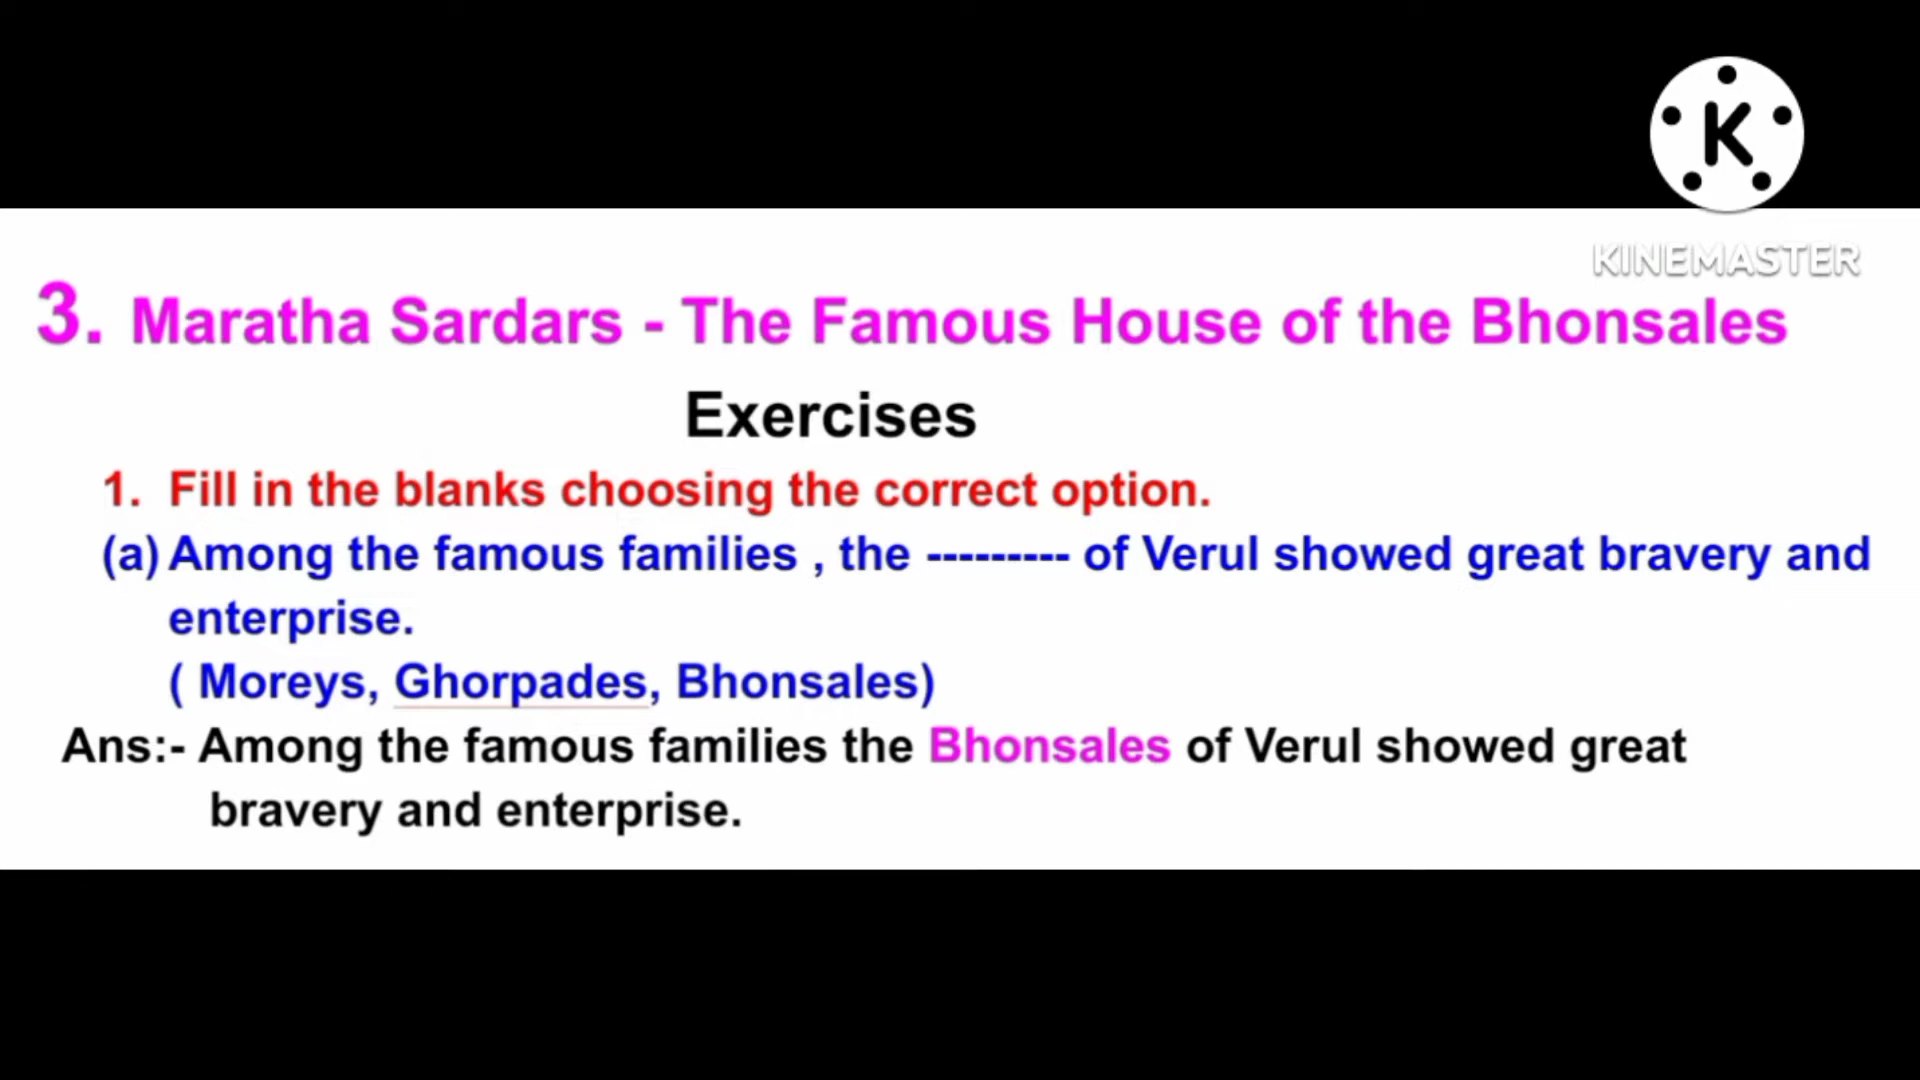 K
KINEMASTER
3. Maratha Sardars - The Famous House of the Bhonsales
Exercises
1. Fill in the blanks choosing the correct option.
(a) Among the famous families , the --------- of Verul showed great bravery and
enterprise.
( Moreys, Ghorpades, Bhonsales)
Ans:- Among the famous families the Bhonsales of Verul showed great
bravery and enterprise.